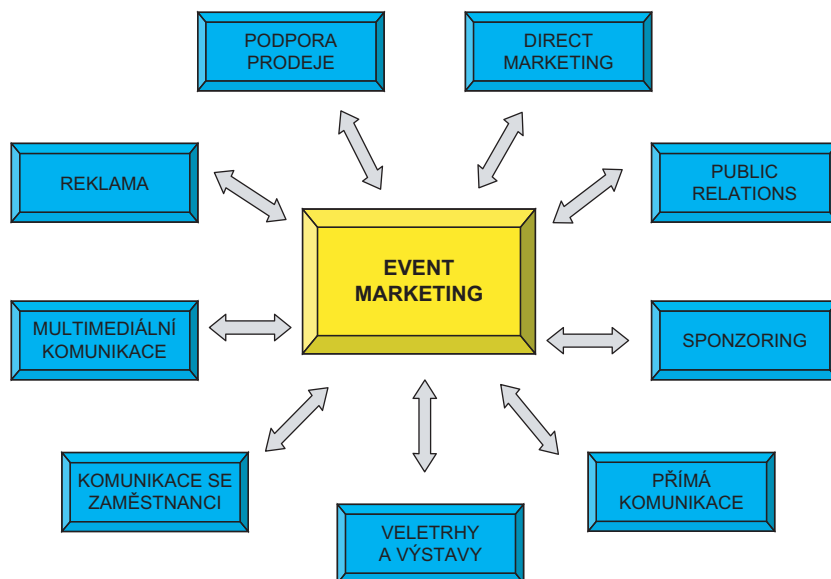 PODPORA
PRODEJE
DIRECT
MARKETING
REKLAMA
PUBLIC
RELATIONS
EVENT
MARKETING
MULTIMEDIÁLNÍ
KOMUNIKACE
SPONZORING
KOMUNIKACE SE
ZAMĚSTNANCI
PŘÍMÁ
KOMUNIKACE
VELETRHY
A VÝSTAVY